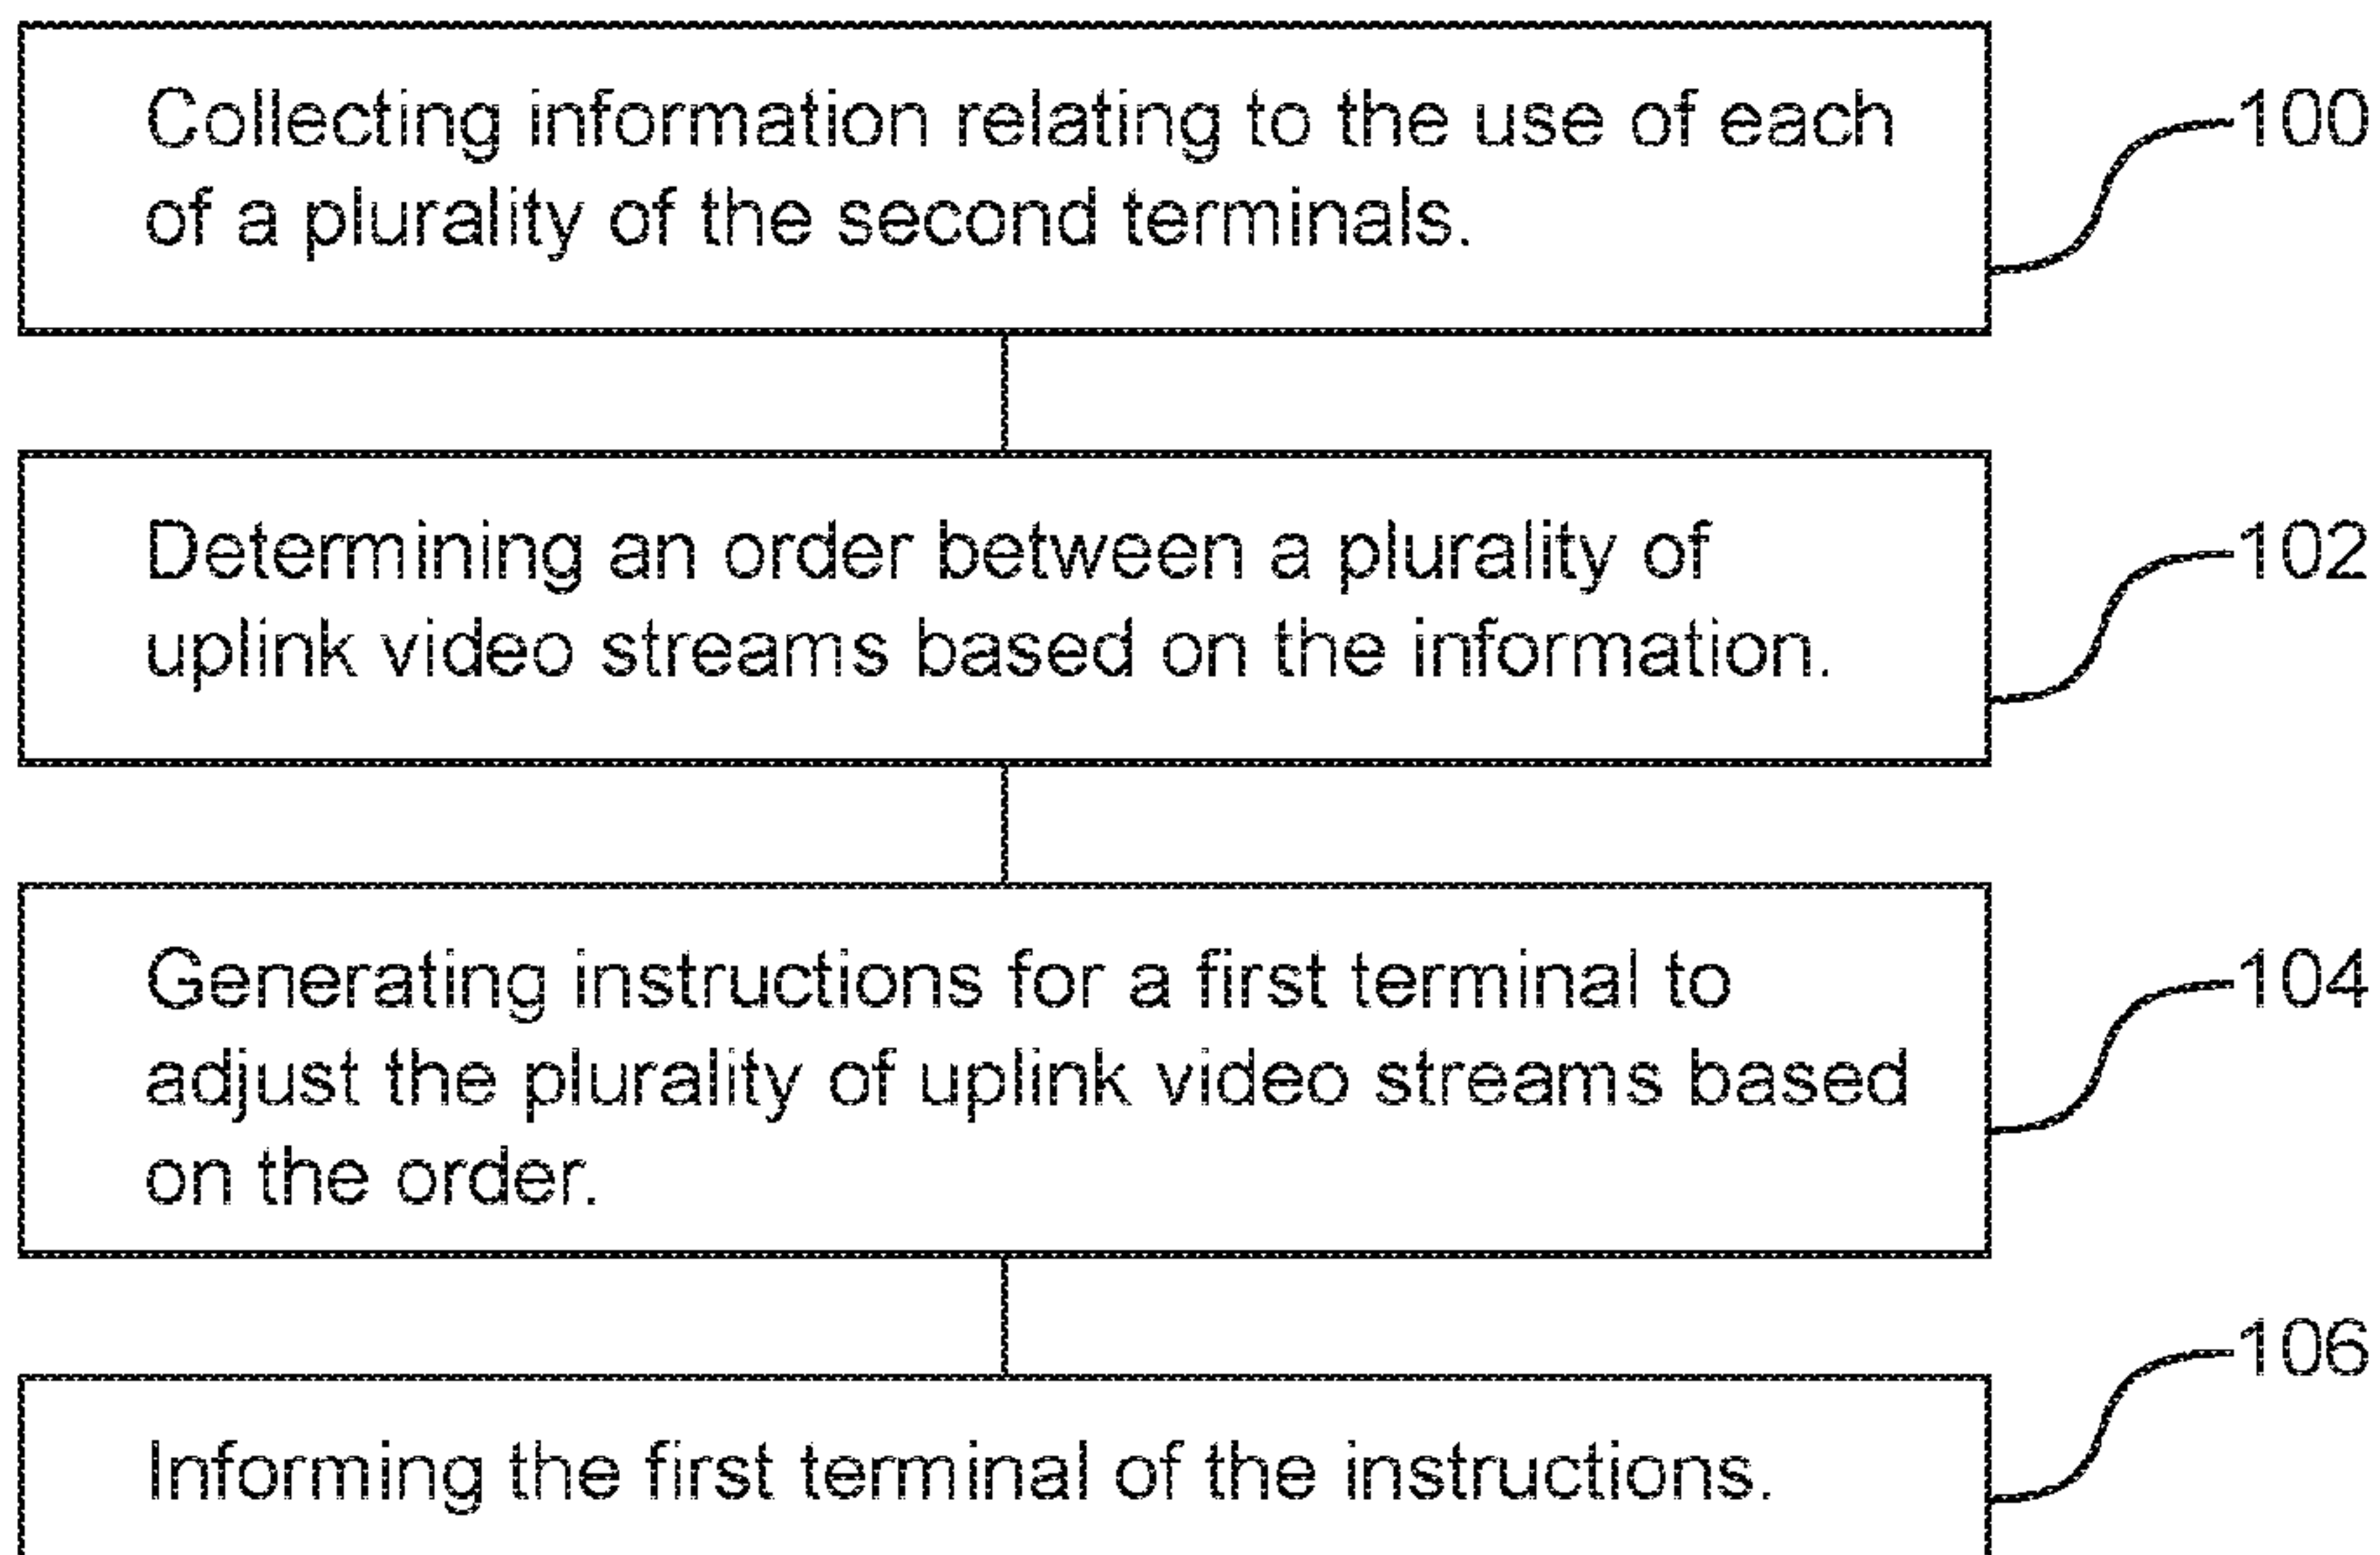 Collecting information relating to the use of each
of a plurality of the second terminals.
100
Determining an order between a plurality of
uplink video streams based on the information.
102
Generating instructions for a first terminal to
adjust the plurality of uplink video streams based
on the order.
104
Informing the first terminal of the instructions.
106